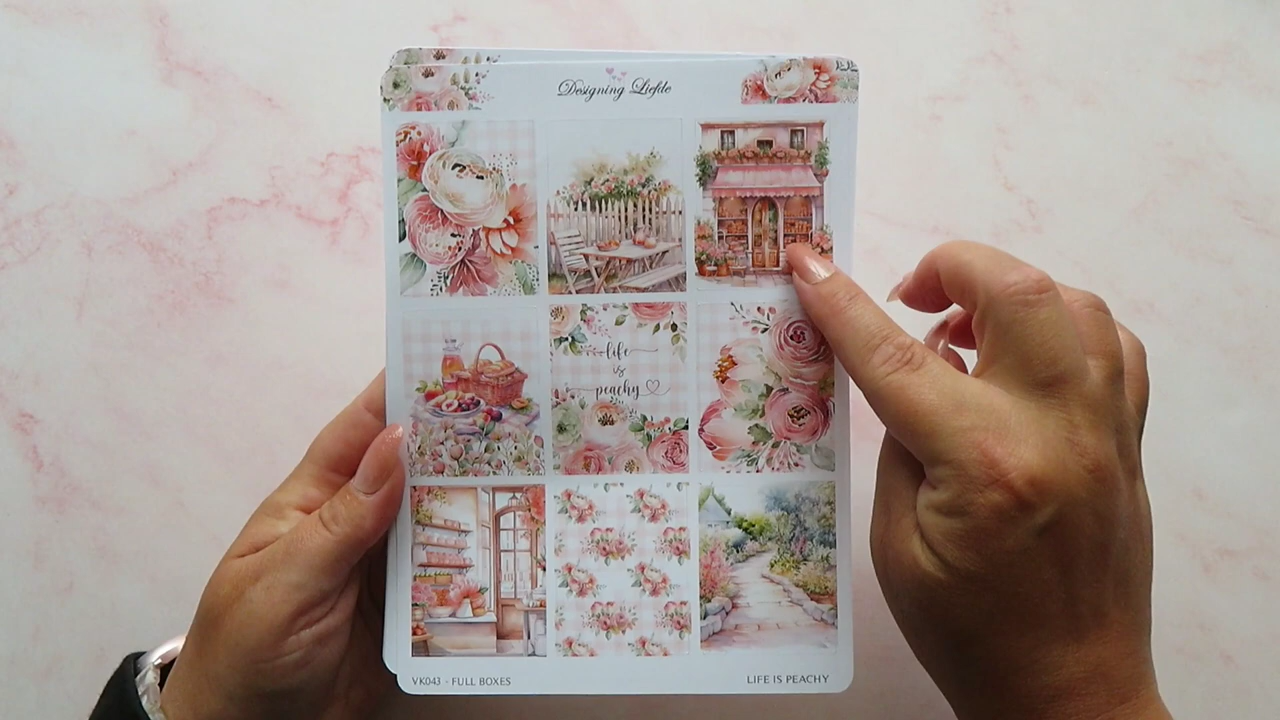 Designing Liefde
life
is
peachy
VK043 - FULL BOXES
LIFE IS PEACHY